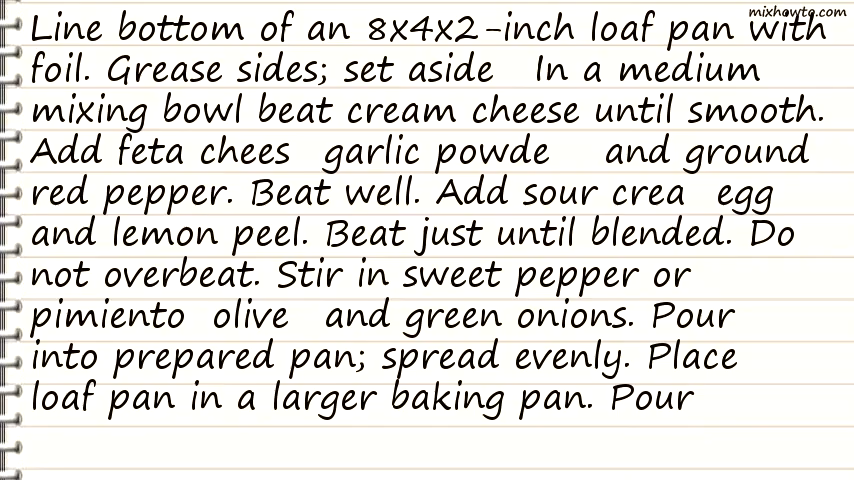 mixhowto.com
Line bottom of an 8x4x2-inch loaf pan with
foil. Grease sides; set aside In a medium
mixing bowl beat cream cheese until smooth.
Add feta chees garlic powde and ground
red pepper. Beat well. Add sour crea egg
and lemon peel. Beat just until blended. Do
not overbeat. Stir in sweet pepper or
pimiento olive and green onions. Pour
into prepared pan; spread evenly. Place
loaf pan in a larger baking pan. Pour